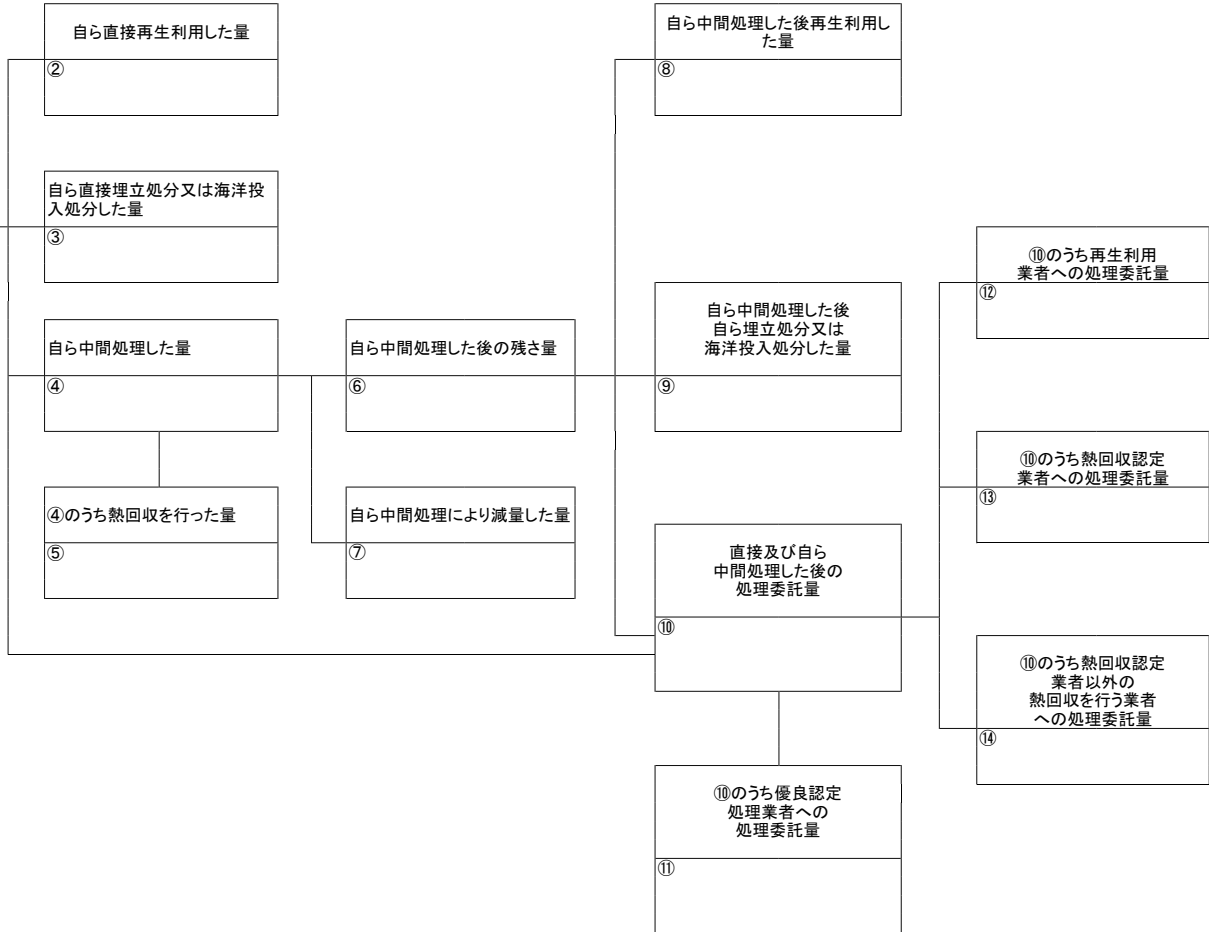 自ら直接再生利用した量
②
自ら中間処理した後再生利用し
た量
⑧
自ら直接埋立処分又は海洋投
入処分した量
③
⑩のうち再生利用
業者への処理委託量
⑫
自ら中間処理した量
④
自ら中間処理した後の残さ量
⑥
自ら中間処理した後
自ら埋立処分又は
海洋投入処分した量
⑨
⑩のうち熱回収認定
業者への処理委託量
⑬
④のうち熱回収を行った量
⑤
自ら中間処理により減量した量
⑦
直接及び自ら
中間処理した後の
処理委託量
⑩
⑩のうち熱回収認定
業者以外の
熱回収を行う業者
への処理委託量
⑭
⑩のうち優良認定
処理業者への
処理委託量
⑪